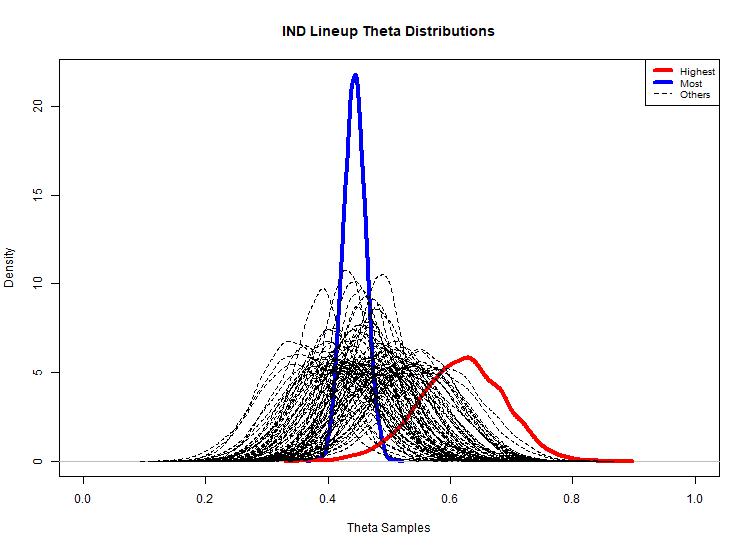 IND Lineup Theta Distributions
Highest
Most
Others
20
15
10
5
0
Density
0.0 0.2 0.4 0.6 0.8 1.0
Theta Samples